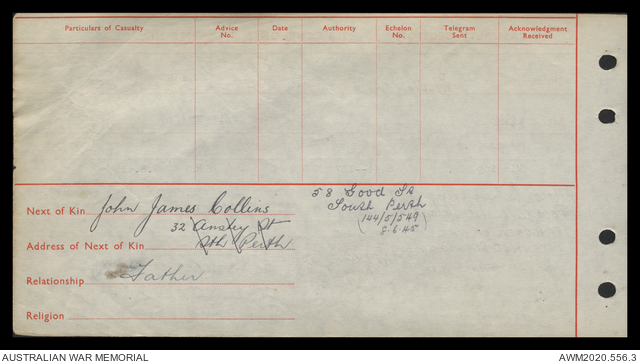 Particulars of Casualty Advice No. Date Authority Echelon No. Telegram Sent Acknowledgment Received
Next of Kin John James Collins
32 Anstey St
Address of Next of Kin Sth Perth
Relationship Father
Religion
58 Good St
South Perth
(144/5/549)
8.6.45
AUSTRALIAN WAR MEMORIAL
AWM2020.556.3